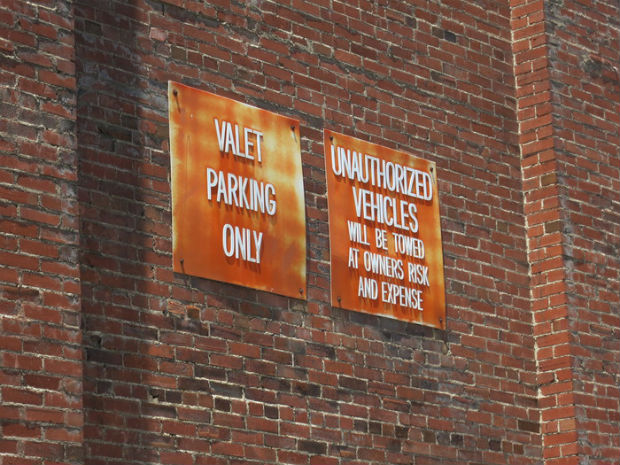 VALET
PARKING
ONLY
UNAUTHORIZED
VEHICLES
WILL BE TOWED
AT OWNERS RISK
AND EXPENSE